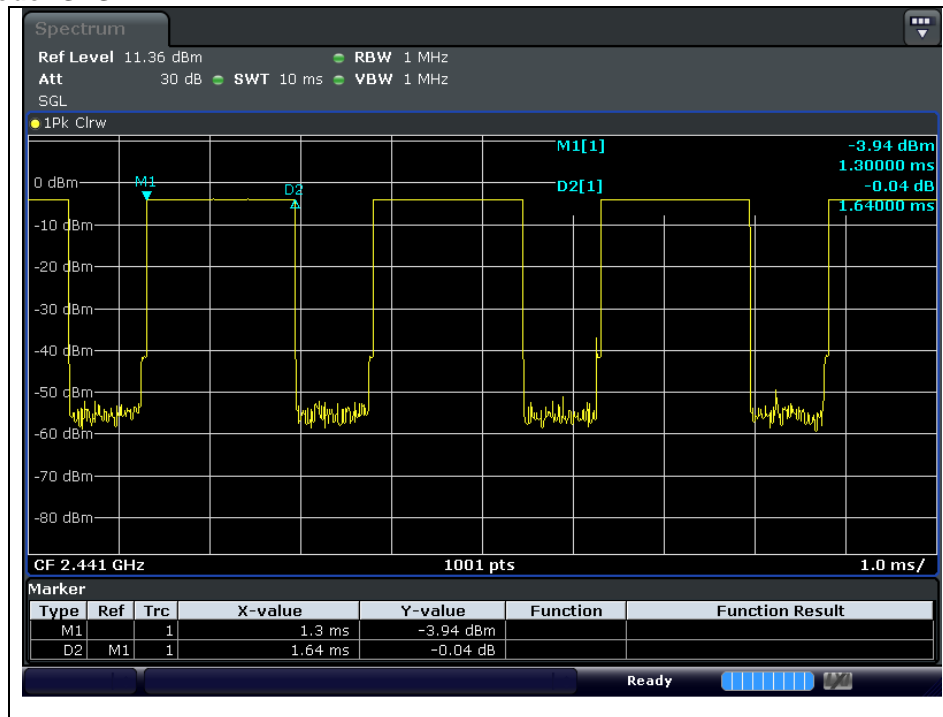 Spectrum
Ref Level 11.36 dBm RBW 1 MHz
Att 30 dB SWT 10 ms VBW 1 MHz
SGL
1Pk Clrw
M1[1] -3.94 dBm
1.30000 ms
0 dBm M1 D2 D2[1] -0.04 dB
1.64000 ms
-10 dBm
-20 dBm
-30 dBm
-40 dBm
-50 dBm
-60 dBm
-70 dBm
-80 dBm
CF 2.441 GHz 1001 pts 1.0 ms/
Marker
Type Ref Trc X-value Y-value Function Function Result
M1 1 1.3 ms -3.94 dBm
D2 M1 1 1.64 ms -0.04 dB
Ready